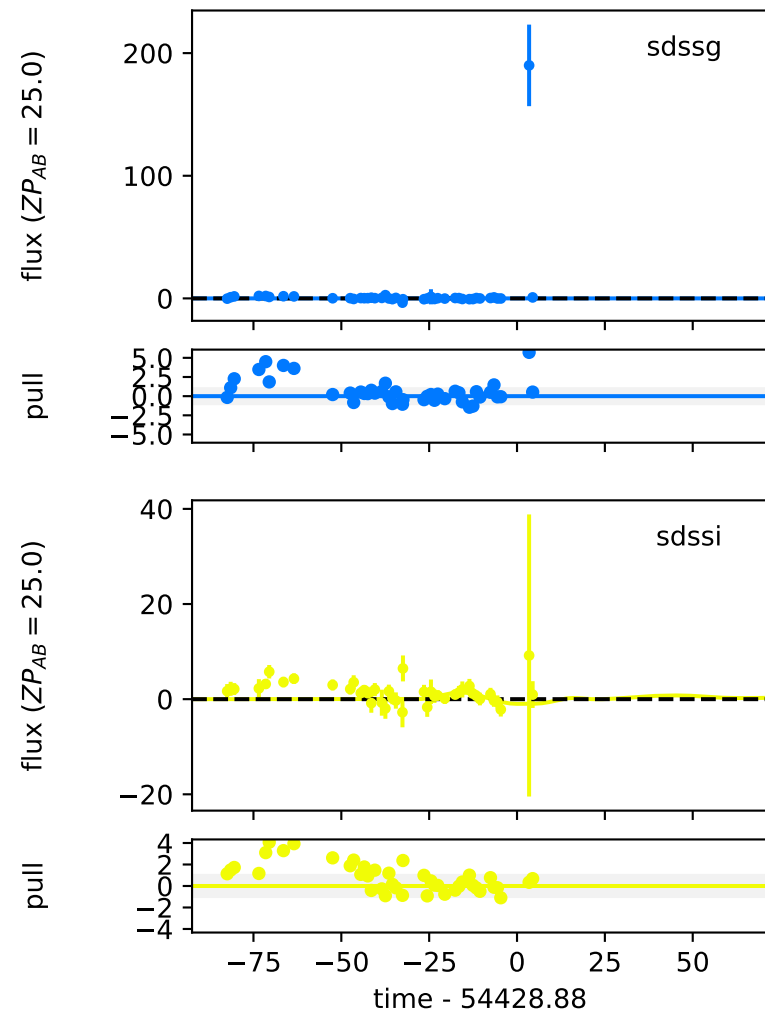 sdssg
flux (ZP_AB = 25.0)
200
100
0
pull
5.0
2.5
0.0
−2.5
−5.0
sdssi
flux (ZP_AB = 25.0)
40
20
0
−20
pull
4
2
0
−2
−4
−75 −50 −25 0 25 50
time - 54428.88